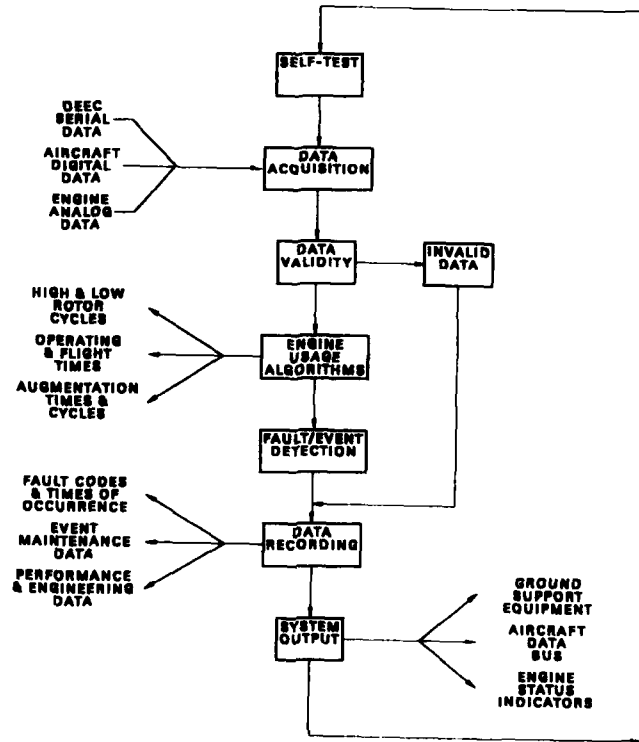 SELF-TEST
DEEC
SERIAL
DATA
AIRCRAFT
DIGITAL
DATA
ENGINE
ANALOG
DATA
DATA
ACQUISITION
DATA
VALIDITY
INVALID
DATA
HIGH & LOW
ROTOR
CYCLES
OPERATING
& FLIGHT
TIMES
AUGMENTATION
TIMES &
CYCLES
ENGINE
USAGE
ALGORITHMS
FAULT/EVENT
DETECTION
FAULT CODES
& TIMES OF
OCCURRENCE
EVENT
MAINTENANCE
DATA
PERFORMANCE
& ENGINEERING
DATA
DATA
RECORDING
SYSTEM
OUTPUT
GROUND
SUPPORT
EQUIPMENT
AIRCRAFT
DATA
BUS
ENGINE
STATUS
INDICATORS